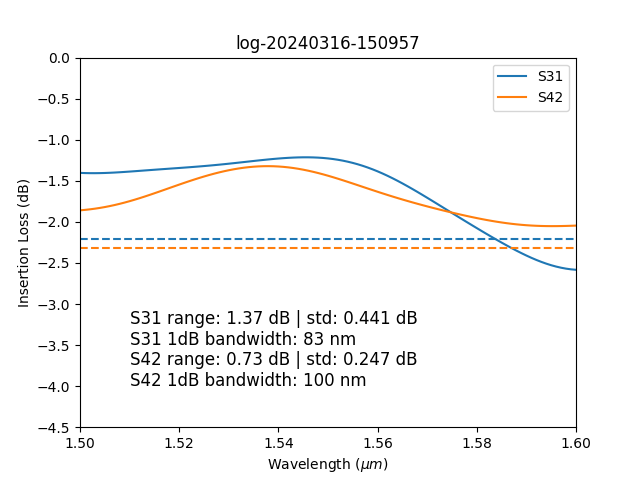 log-20240316-150957
0.0
−0.5
−1.0
−1.5
−2.0
−2.5
−3.0
−3.5
−4.0
−4.5
Insertion Loss (dB)
S31
S42
S31 range: 1.37 dB | std: 0.441 dB
S31 1dB bandwidth: 83 nm
S42 range: 0.73 dB | std: 0.247 dB
S42 1dB bandwidth: 100 nm
1.50 1.52 1.54 1.56 1.58 1.60
Wavelength (μm)